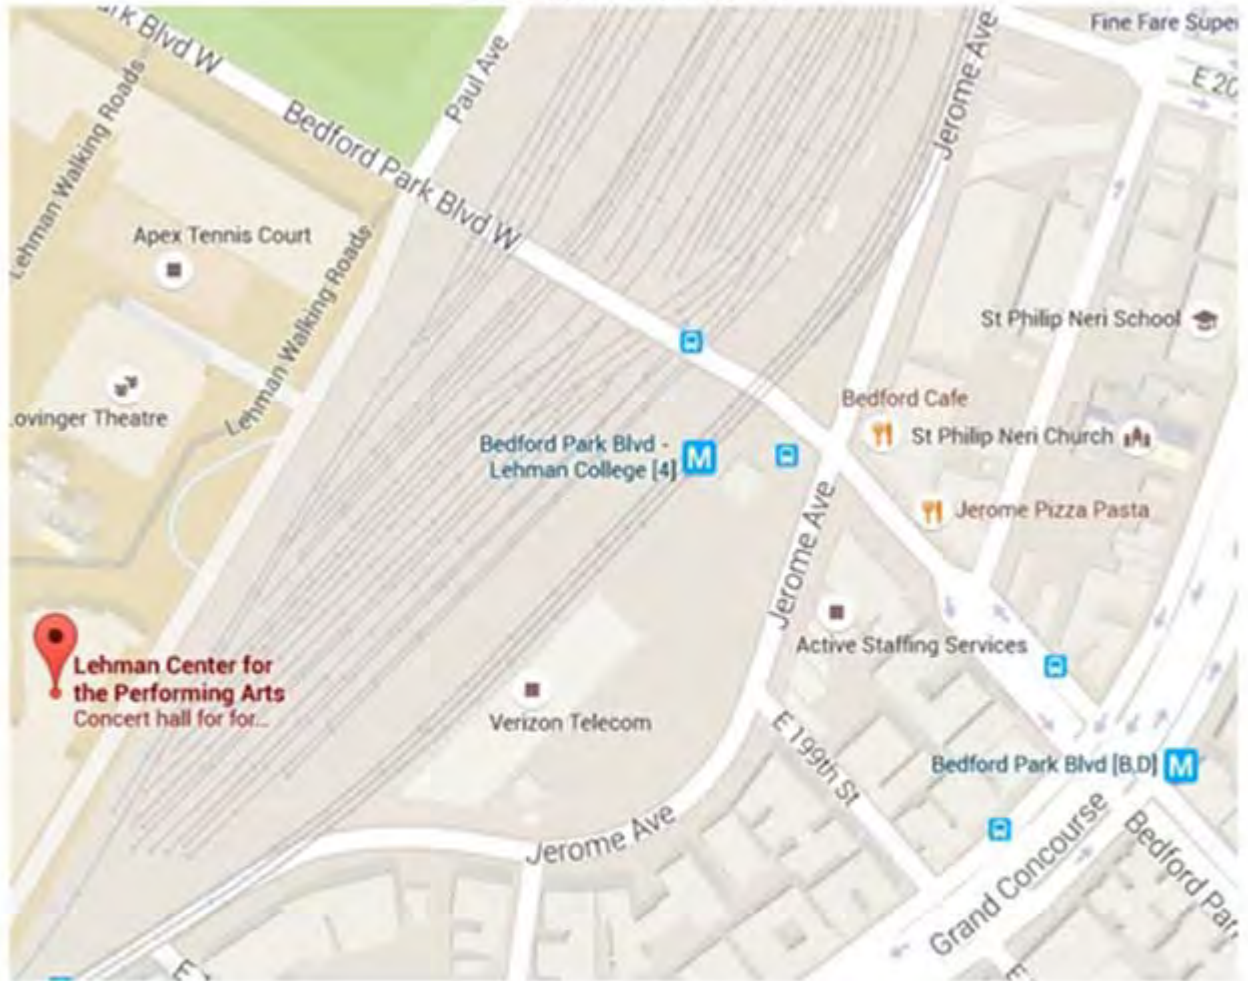 rk Blvd W
Paul Ave
Jerome Ave
Fine Fare Super
E 20
Lehman Walking Roads
Bedford Park Blvd W
Apex Tennis Court
Lehman Walking Roads
St Philip Neri School
Bedford Cafe
St Philip Neri Church
Lovinger Theatre
Bedford Park Blvd -
Lehman College [4]
M
Jerome Pizza Pasta
Jerome Ave
Active Staffing Services
Lehman Center for
the Performing Arts
Concert hall for for...
Verizon Telecom
E 199th St
Bedford Park Blvd [B,D]
M
Jerome Ave
Grand Concourse
Bedford Par
E
E